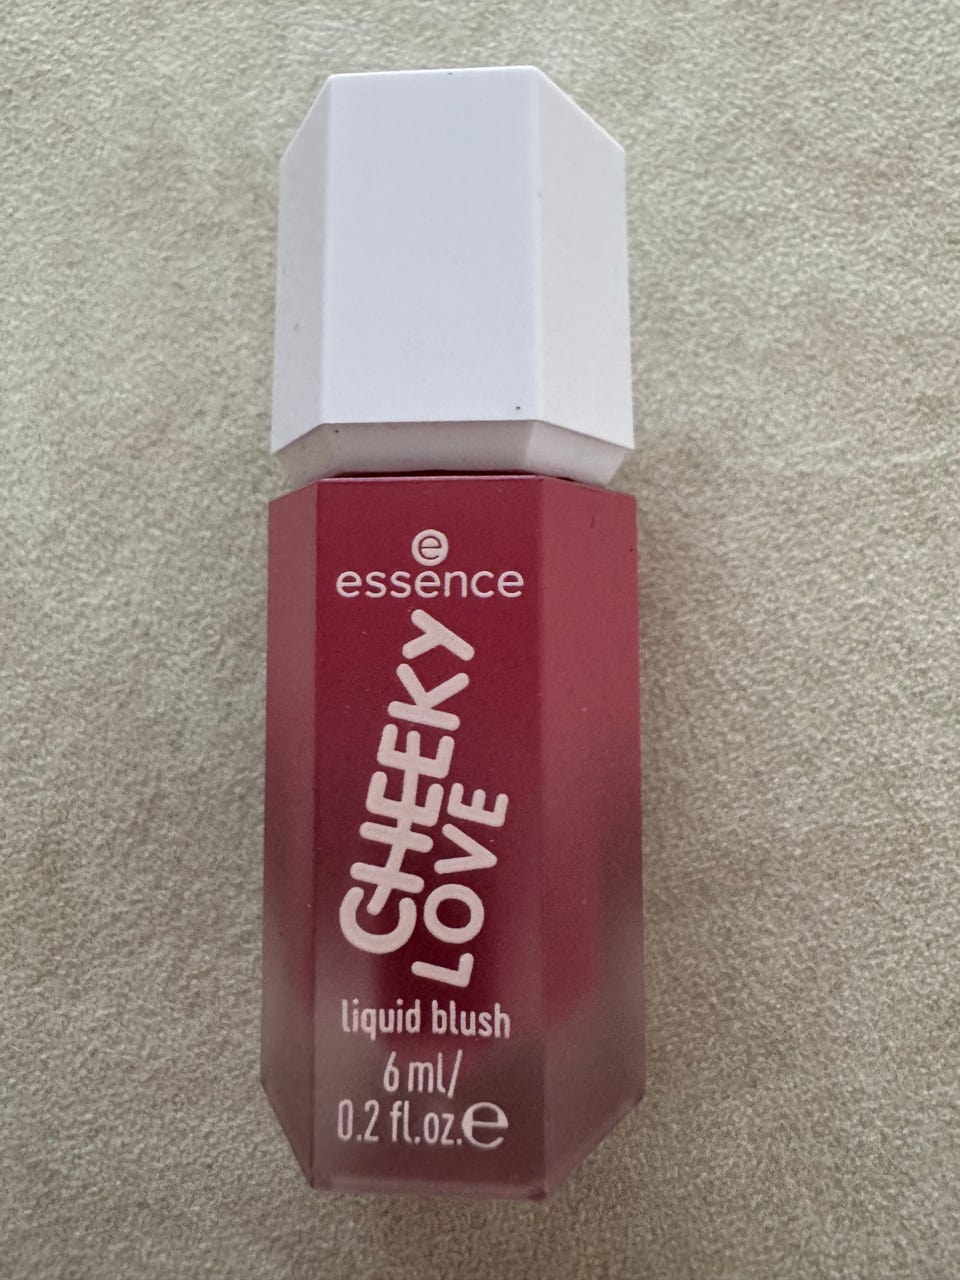 e
essence
CHEEKY
LOVE
liquid blush
6 ml/
0.2 fl.oz.℮